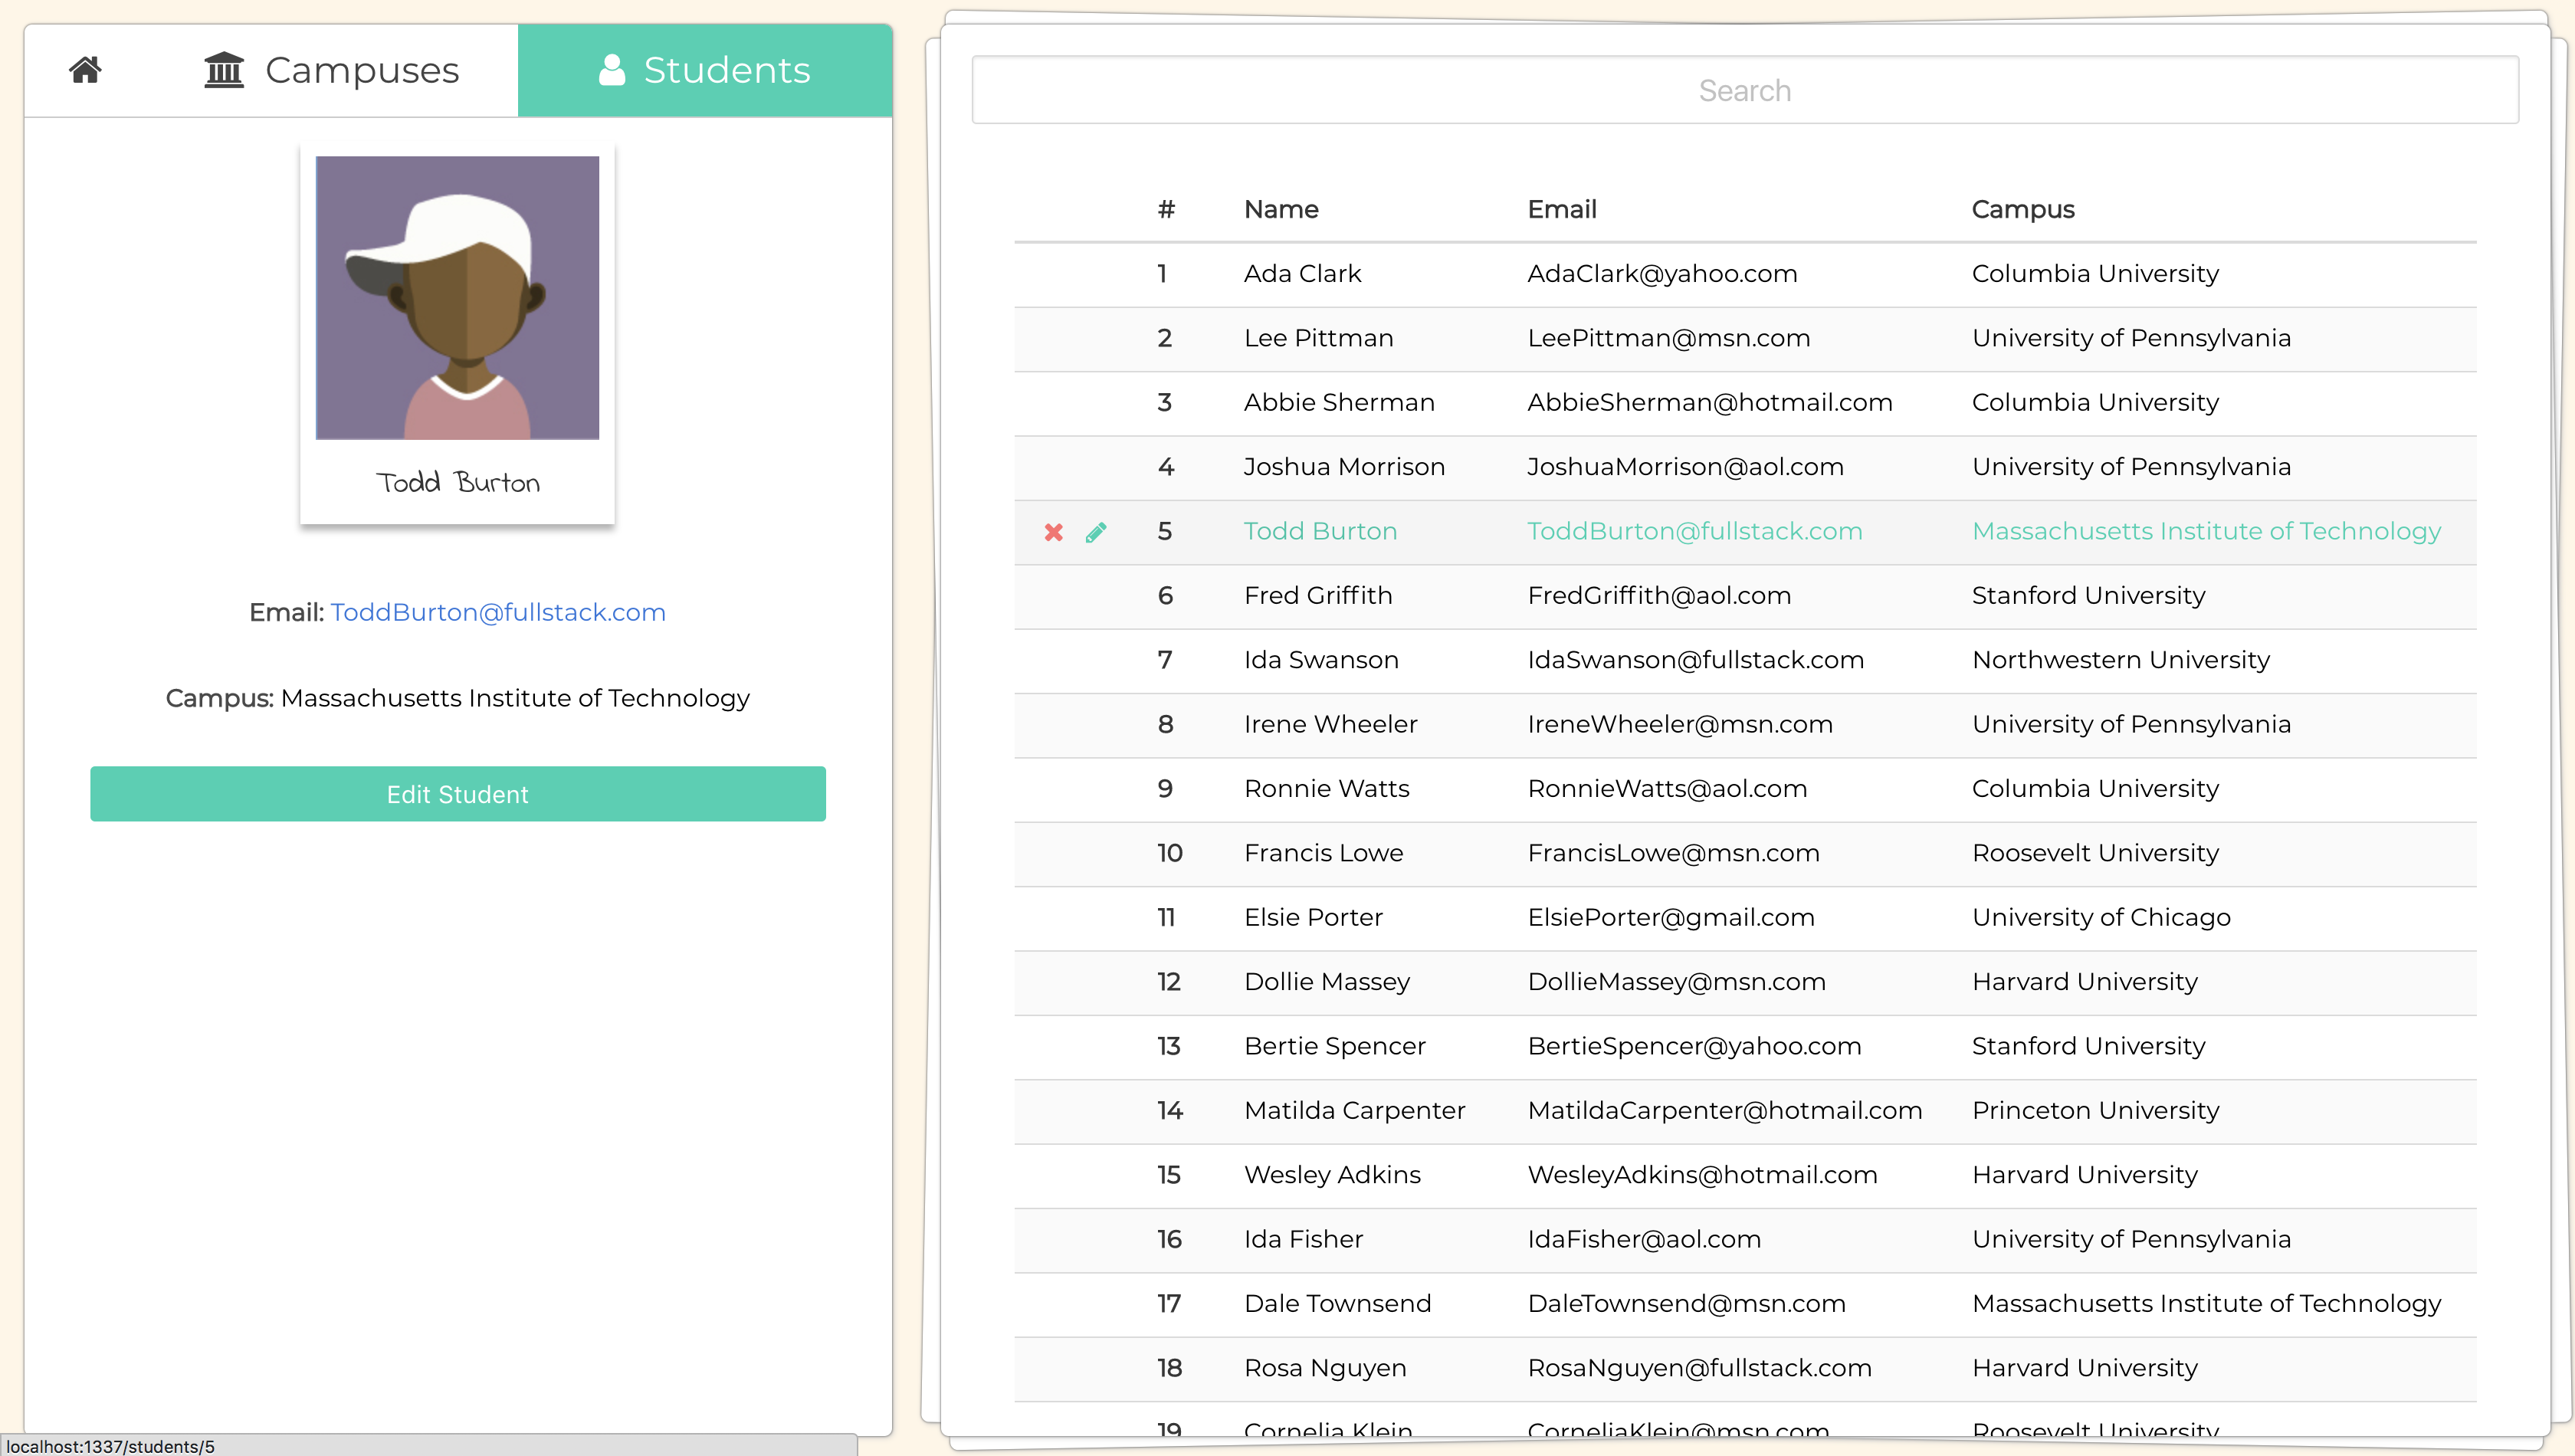 Campuses Students
Todd Burton
Email: ToddBurton@fullstack.com
Campus: Massachusetts Institute of Technology
Edit Student
localhost:1337/students/5
Search
# Name Email Campus
1 Ada Clark AdaClark@yahoo.com Columbia University
2 Lee Pittman LeePittman@msn.com University of Pennsylvania
3 Abbie Sherman AbbieSherman@hotmail.com Columbia University
4 Joshua Morrison JoshuaMorrison@aol.com University of Pennsylvania
5 Todd Burton ToddBurton@fullstack.com Massachusetts Institute of Technology
6 Fred Griffith FredGriffith@aol.com Stanford University
7 Ida Swanson IdaSwanson@fullstack.com Northwestern University
8 Irene Wheeler IreneWheeler@msn.com University of Pennsylvania
9 Ronnie Watts RonnieWatts@aol.com Columbia University
10 Francis Lowe FrancisLowe@msn.com Roosevelt University
11 Elsie Porter ElsiePorter@gmail.com University of Chicago
12 Dollie Massey DollieMassey@msn.com Harvard University
13 Bertie Spencer BertieSpencer@yahoo.com Stanford University
14 Matilda Carpenter MatildaCarpenter@hotmail.com Princeton University
15 Wesley Adkins WesleyAdkins@hotmail.com Harvard University
16 Ida Fisher IdaFisher@aol.com University of Pennsylvania
17 Dale Townsend DaleTownsend@msn.com Massachusetts Institute of Technology
18 Rosa Nguyen RosaNguyen@fullstack.com Harvard University
19 Cornelia Klein CorneliaKlein@msn.com Roosevelt University